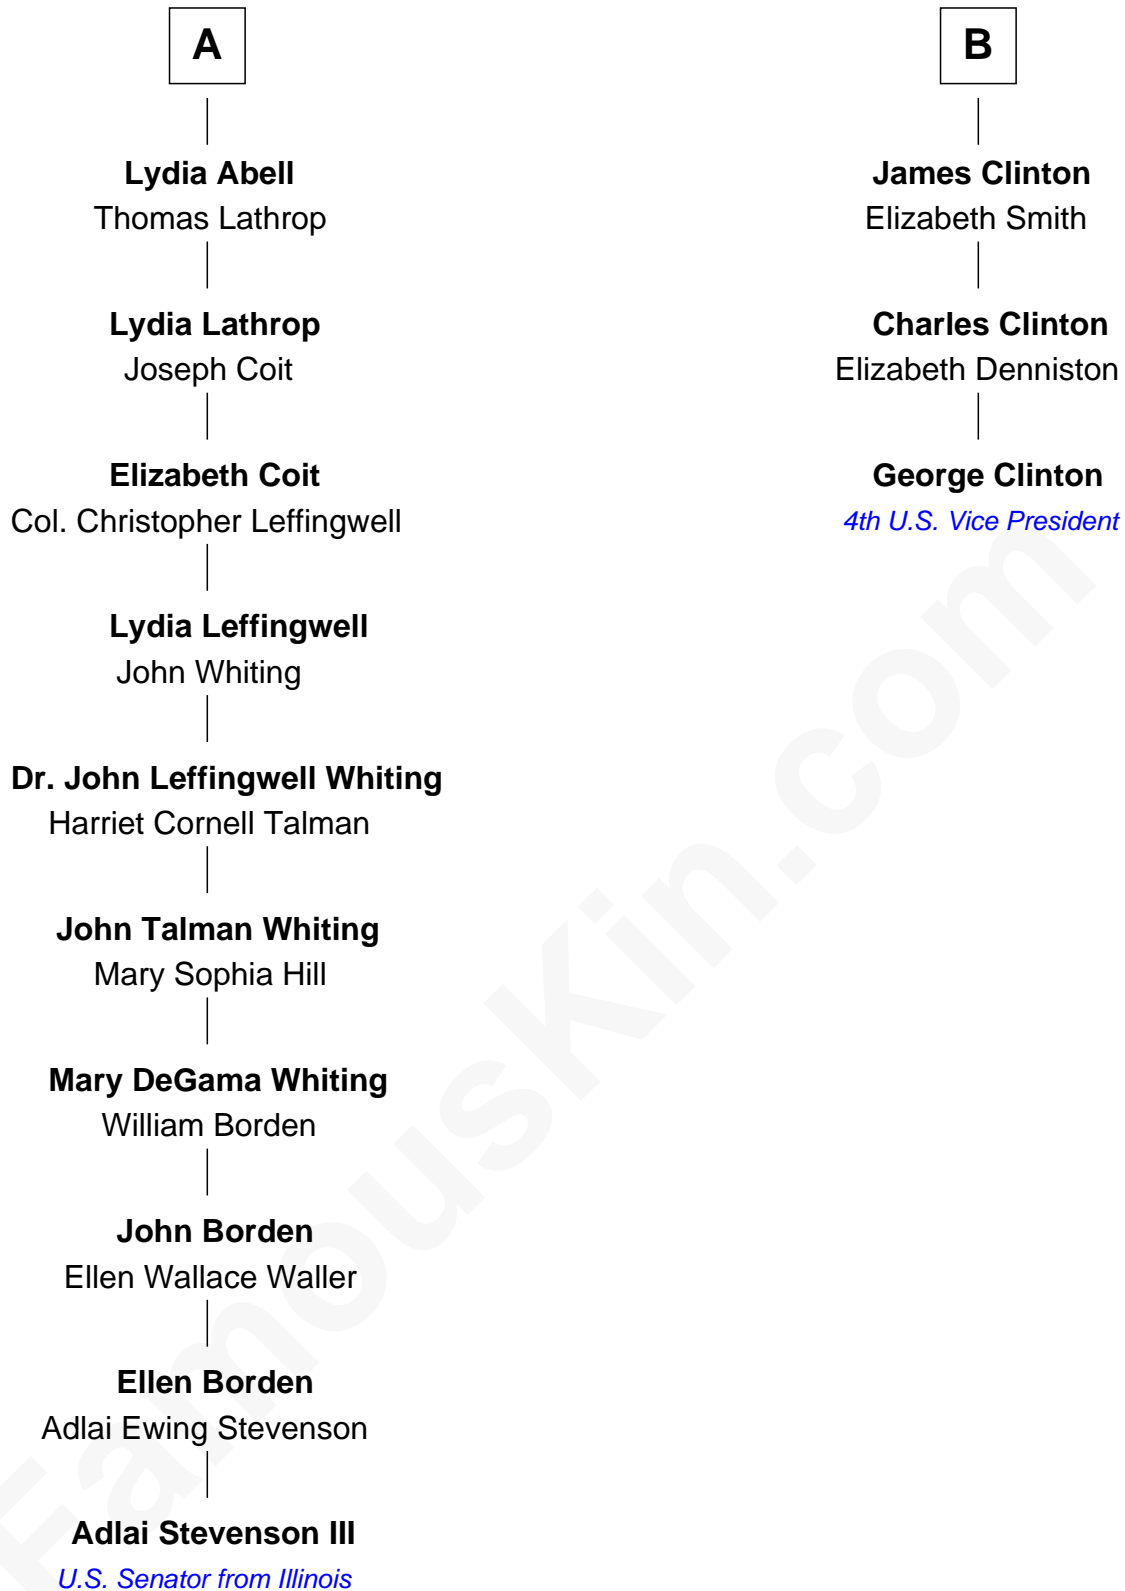 A
Lydia Abell
Thomas Lathrop
Lydia Lathrop
Joseph Coit
Elizabeth Coit
Col. Christopher Leffingwell
Lydia Leffingwell
John Whiting
Dr. John Leffingwell Whiting
Harriet Cornell Talman
John Talman Whiting
Mary Sophia Hill
Mary DeGama Whiting
William Borden
John Borden
Ellen Wallace Waller
Ellen Borden
Adlai Ewing Stevenson
Adlai Stevenson III
U.S. Senator from Illinois
B
James Clinton
Elizabeth Smith
Charles Clinton
Elizabeth Denniston
George Clinton
4th U.S. Vice President
FamousKin.com